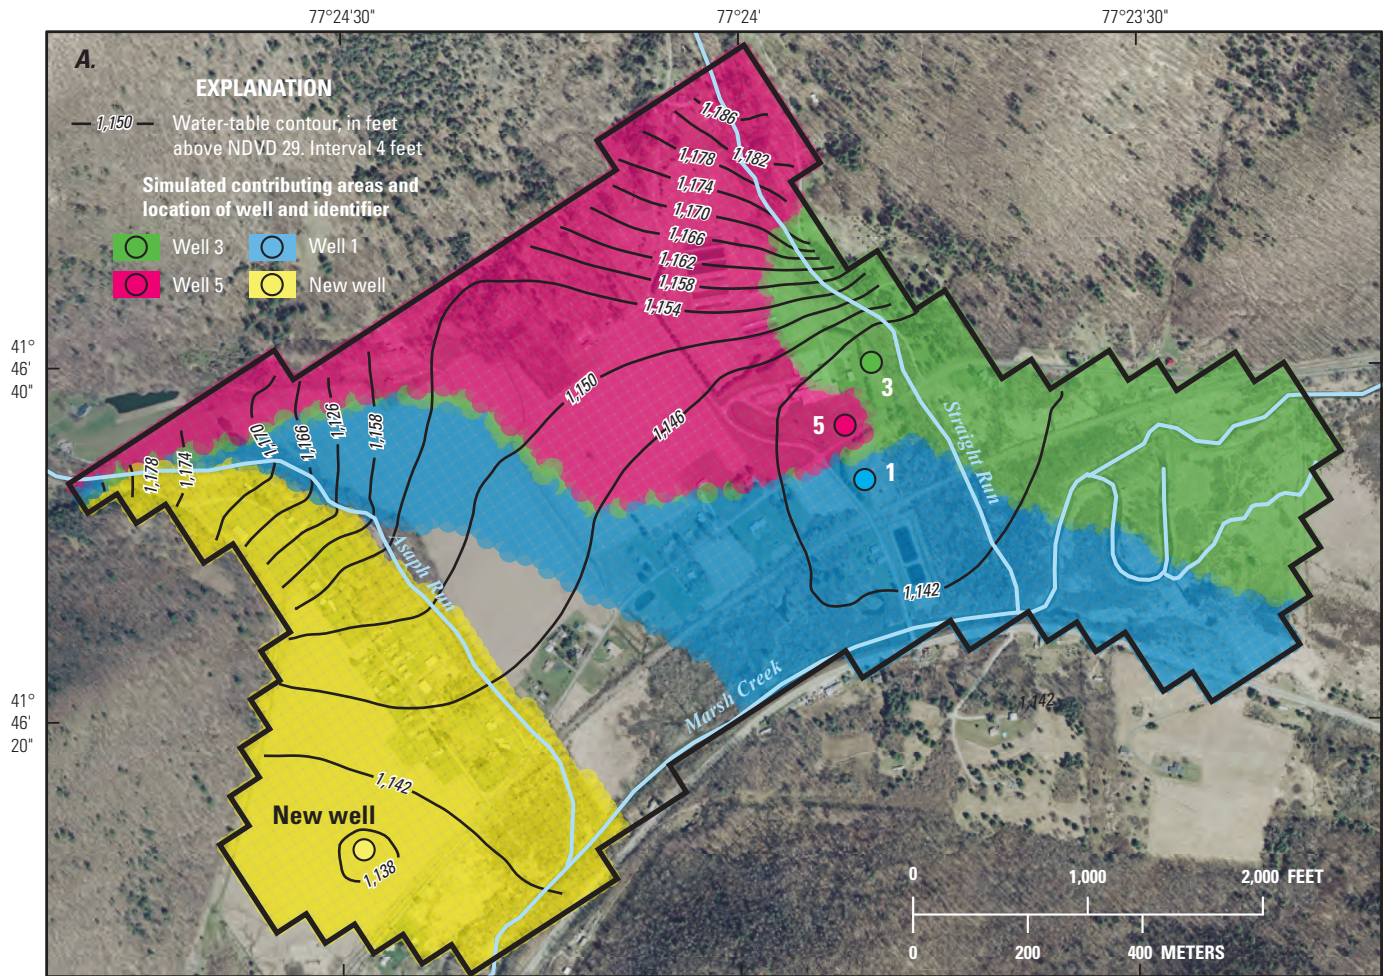 77°24'30"
77°24'
77°23'30"
A.
EXPLANATION
1,150
Water-table contour, in feet
above NDVD 29. Interval 4 feet
Simulated contributing areas and
location of well and identifier
Well 3
Well 1
Well 5
New well
1,186
1,182
1,178
1,174
1,170
1,166
1,162
1,158
1,154
1,150
1,146
41°
46'
40"
3
5
1
Straight Run
1,170
1,166
1,126
1,158
1,178
1,174
Asaph Run
1,142
Marsh Creek
1,142
41°
46'
20"
1,142
New well
1,138
0
1,000
2,000 FEET
0
200
400 METERS